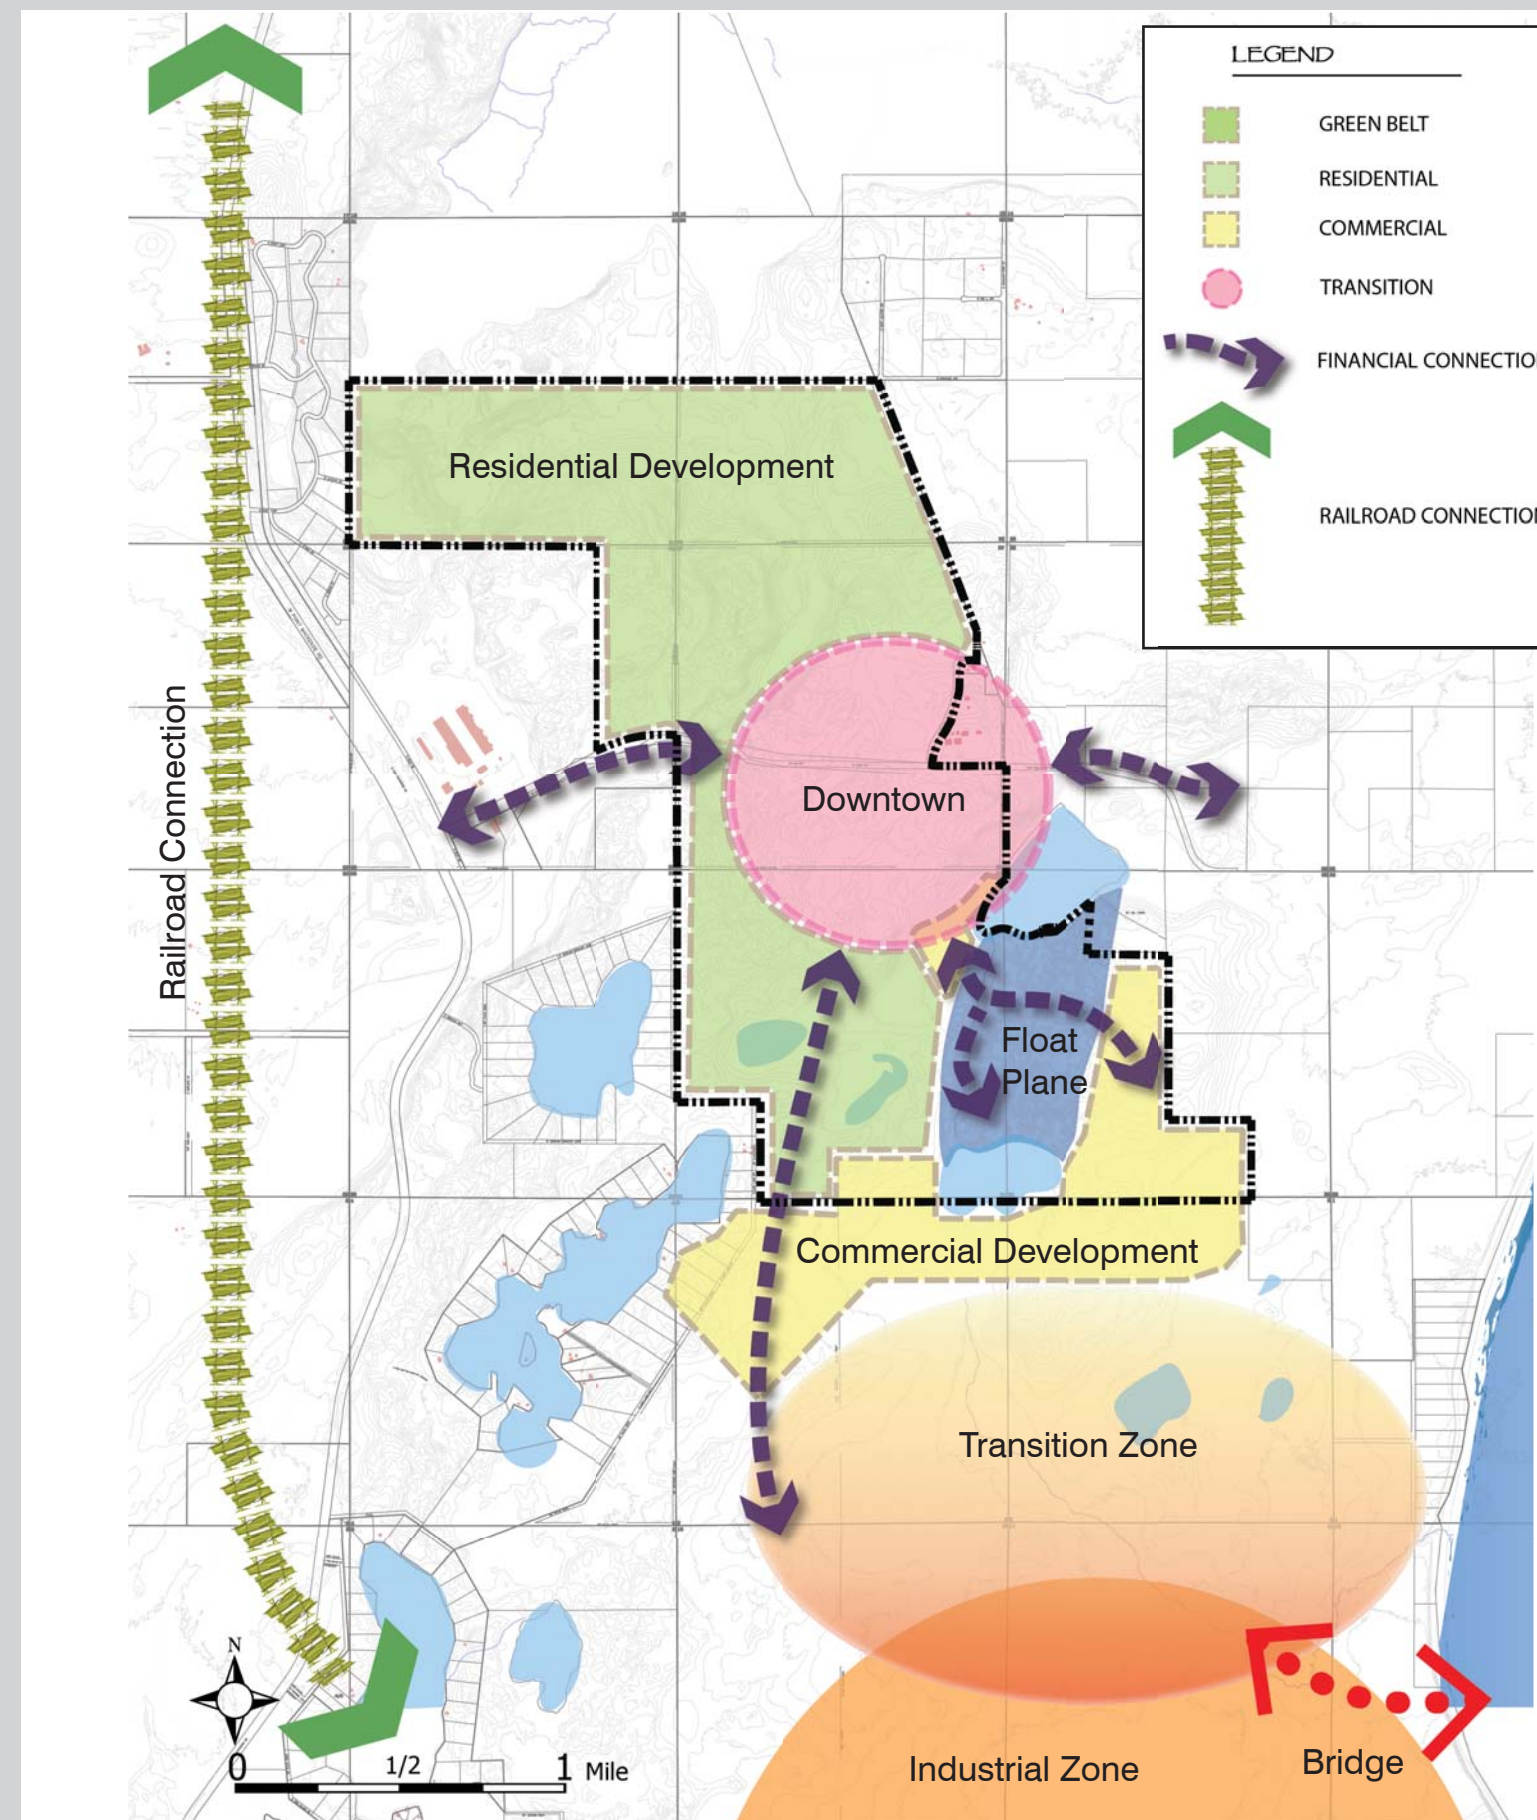 LEGEND
GREEN BELT
RESIDENTIAL
COMMERCIAL
TRANSITION
FINANCIAL CONNECTIO
RAILROAD CONNECTION
Residential Development
Railroad Connection
Downtown
Float
Plane
Commercial Development
Transition Zone
Industrial Zone
Bridge
N
0 1/2 1 Mile